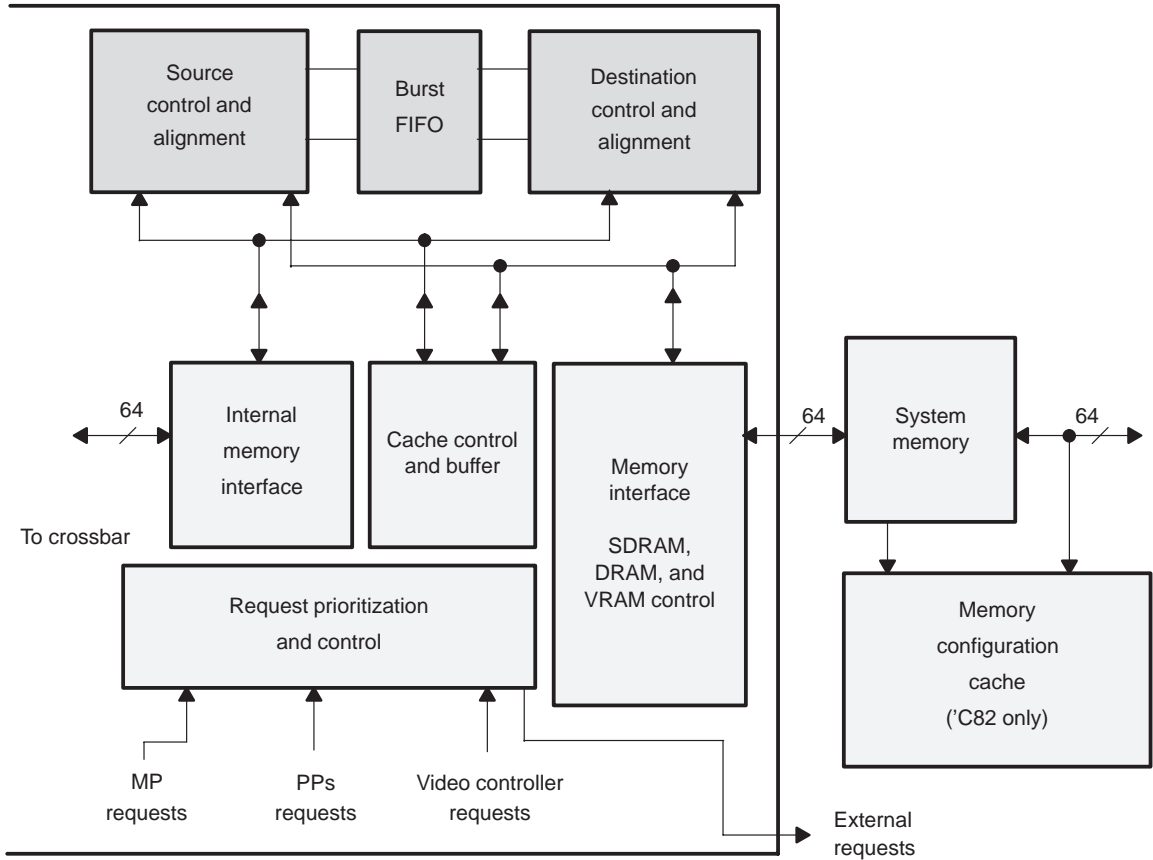 Source
control and
alignment
Burst
FIFO
Destination
control and
alignment
64
Internal
memory
interface
Cache control
and buffer
Memory
interface
SDRAM,
DRAM, and
VRAM control
64
System
memory
64
To crossbar
Request prioritization
and control
Memory
configuration
cache
('C82 only)
MP
requests
PPs
requests
Video controller
requests
External
requests